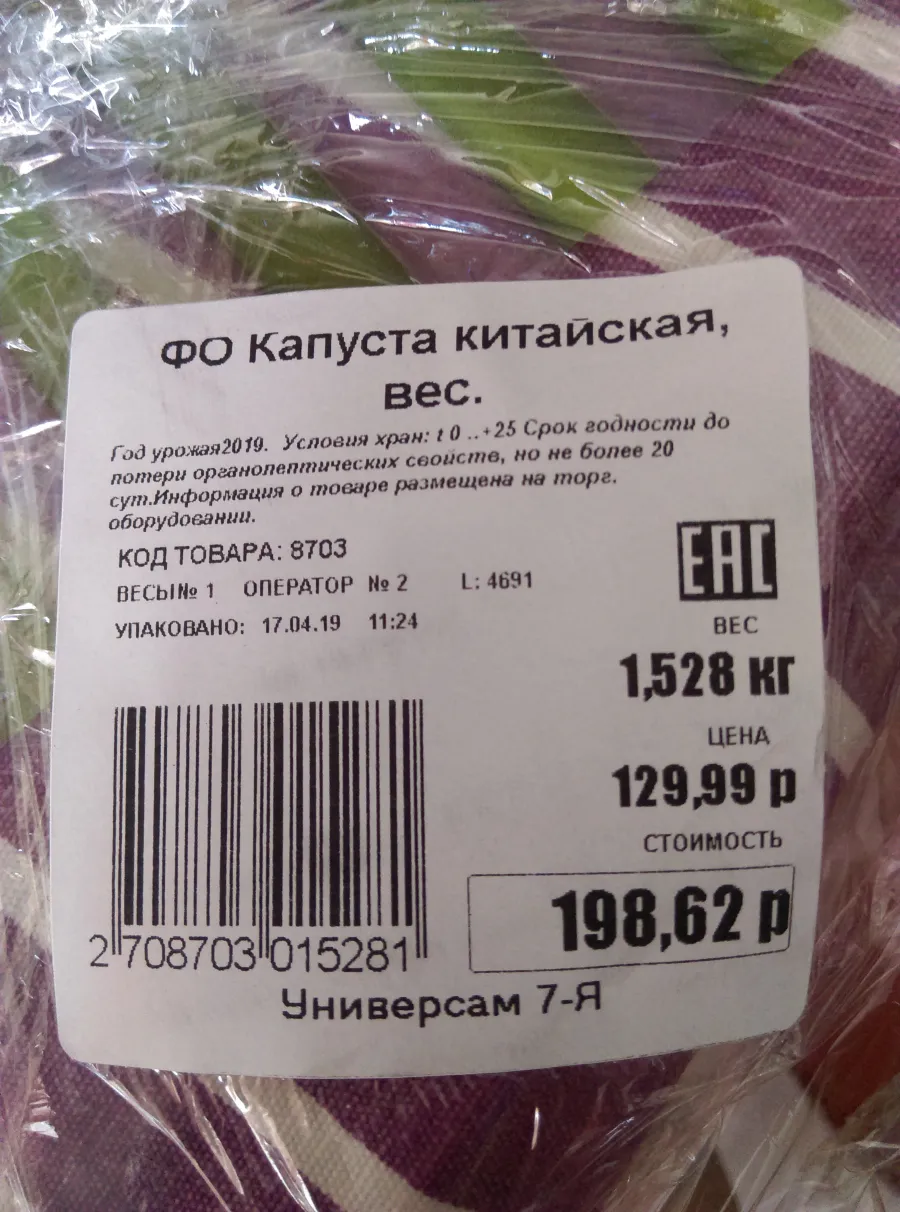 ФО Капуста китайская,
вес.
Год урожая2019. Условия хран: t 0 ..+25 Срок годности до
потери органолептических свойств, но не более 20
сут.Информация о товаре размещена на торг.
оборудовании.
КОД ТОВАРА: 8703
ВЕСЫ№ 1 ОПЕРАТОР № 2 L: 4691
УПАКОВАНО: 17.04.19 11:24
EAC
ВЕС
1,528 кг
ЦЕНА
129,99 р
СТОИМОСТЬ
198,62 р
2 708703 015281
Универсам 7-Я